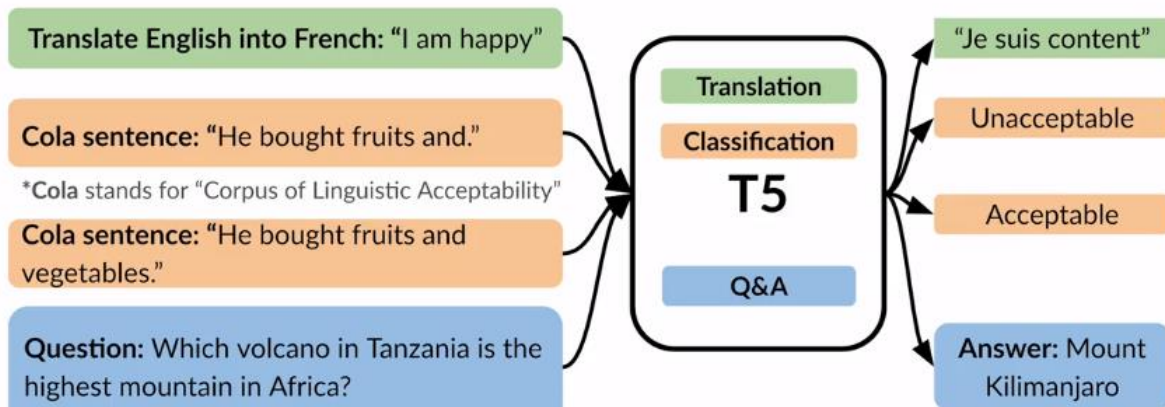 Translate English into French: “I am happy”
Cola sentence: “He bought fruits and.”
*Cola stands for “Corpus of Linguistic Acceptability”
Cola sentence: “He bought fruits and
vegetables.”
Question: Which volcano in Tanzania is the
highest mountain in Africa?
Translation
Classification
T5
Q&A
“Je suis content”
Unacceptable
Acceptable
Answer: Mount
Kilimanjaro